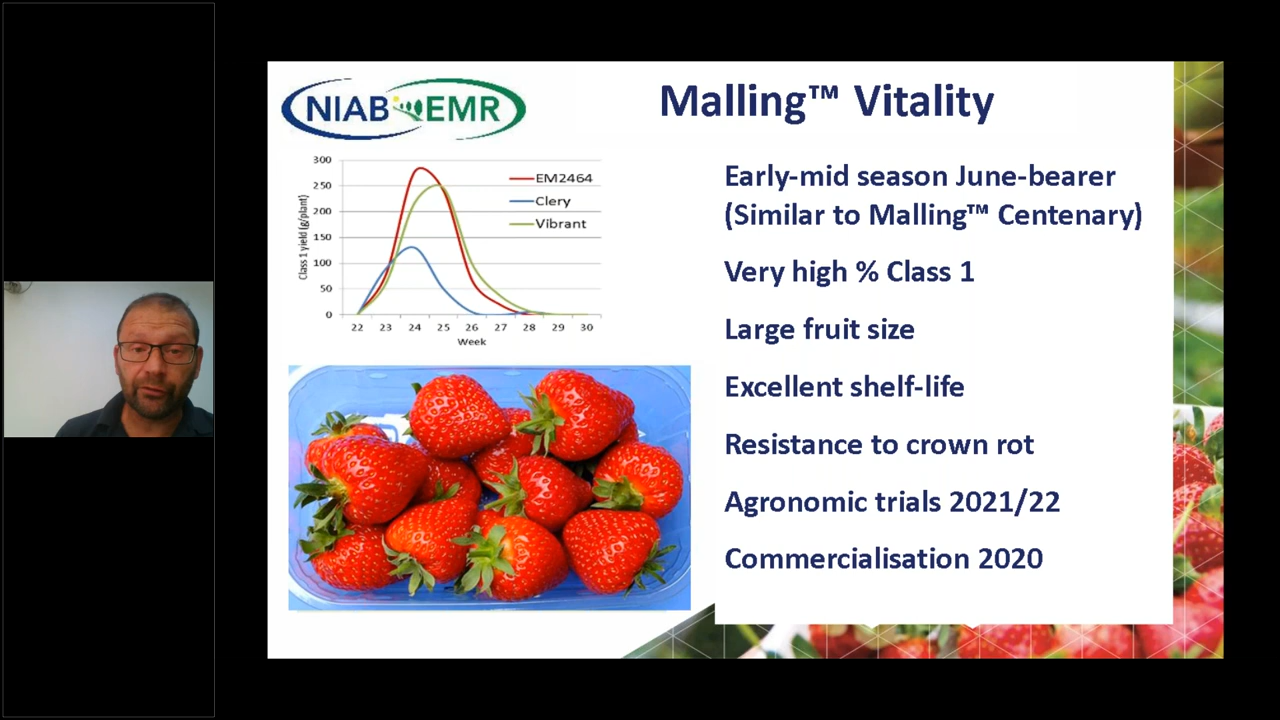 NIAB EMR
Malling™ Vitality
300
250
200
150
100
50
0
Class 1 yield (g/plant)
EM2464
Clery
Vibrant
22 23 24 25 26 27 28 29 30
Week
Early-mid season June-bearer
(Similar to Malling™ Centenary)
Very high % Class 1
Large fruit size
Excellent shelf-life
Resistance to crown rot
Agronomic trials 2021/22
Commercialisation 2020